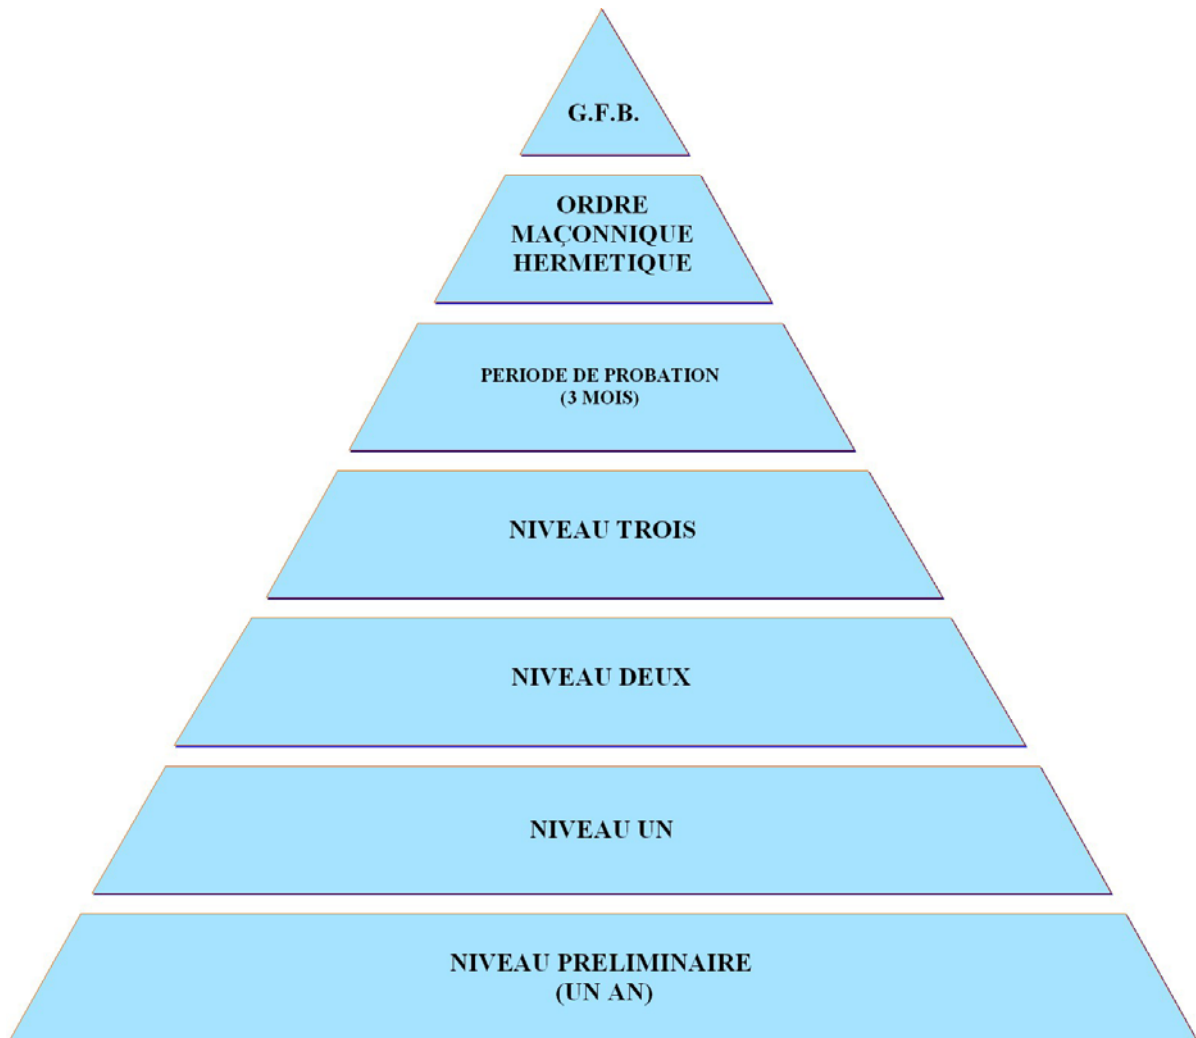 G.F.B.
ORDRE
MAÇONNIQUE
HERMETIQUE
PERIODE DE PROBATION
(3 MOIS)
NIVEAU TROIS
NIVEAU DEUX
NIVEAU UN
NIVEAU PRELIMINAIRE
(UN AN)